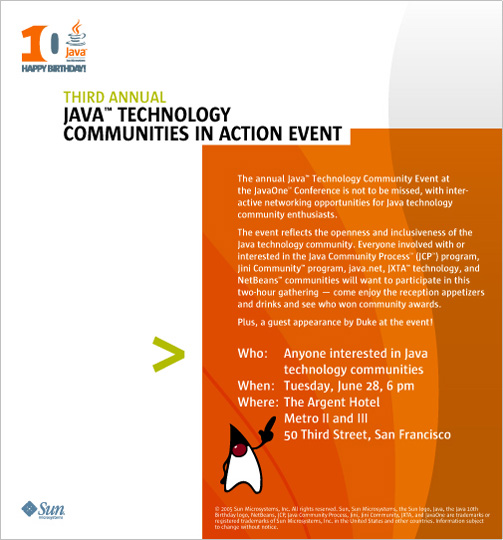 10 Java
HAPPY BIRTHDAY!
THIRD ANNUAL
JAVA™ TECHNOLOGY
COMMUNITIES IN ACTION EVENT
The annual Java™ Technology Community Event at
the JavaOne℠ Conference is not to be missed, with inter-
active networking opportunities for Java technology
community enthusiasts.
The event reflects the openness and inclusiveness of the
Java technology community. Everyone involved with or
interested in the Java Community Process℠ (JCP℠) program,
Jini Community℠ program, java.net, JXTA™ technology, and
NetBeans™ communities will want to participate in this
two-hour gathering — come enjoy the reception appetizers
and drinks and see who won community awards.
Plus, a guest appearance by Duke at the event!
>
Who: Anyone interested in Java
technology communities
When: Tuesday, June 28, 6 pm
Where: The Argent Hotel
Metro II and III
50 Third Street, San Francisco
Sun
microsystems
© 2005 Sun Microsystems, Inc. All rights reserved. Sun, Sun Microsystems, the Sun logo, Java, the Java 10th
Birthday logo, NetBeans, JCP, Java Community Process, Jini, Jini Community, JXTA, and JavaOne are trademarks or
registered trademarks of Sun Microsystems, Inc. in the United States and other countries. Information subject
to change without notice.